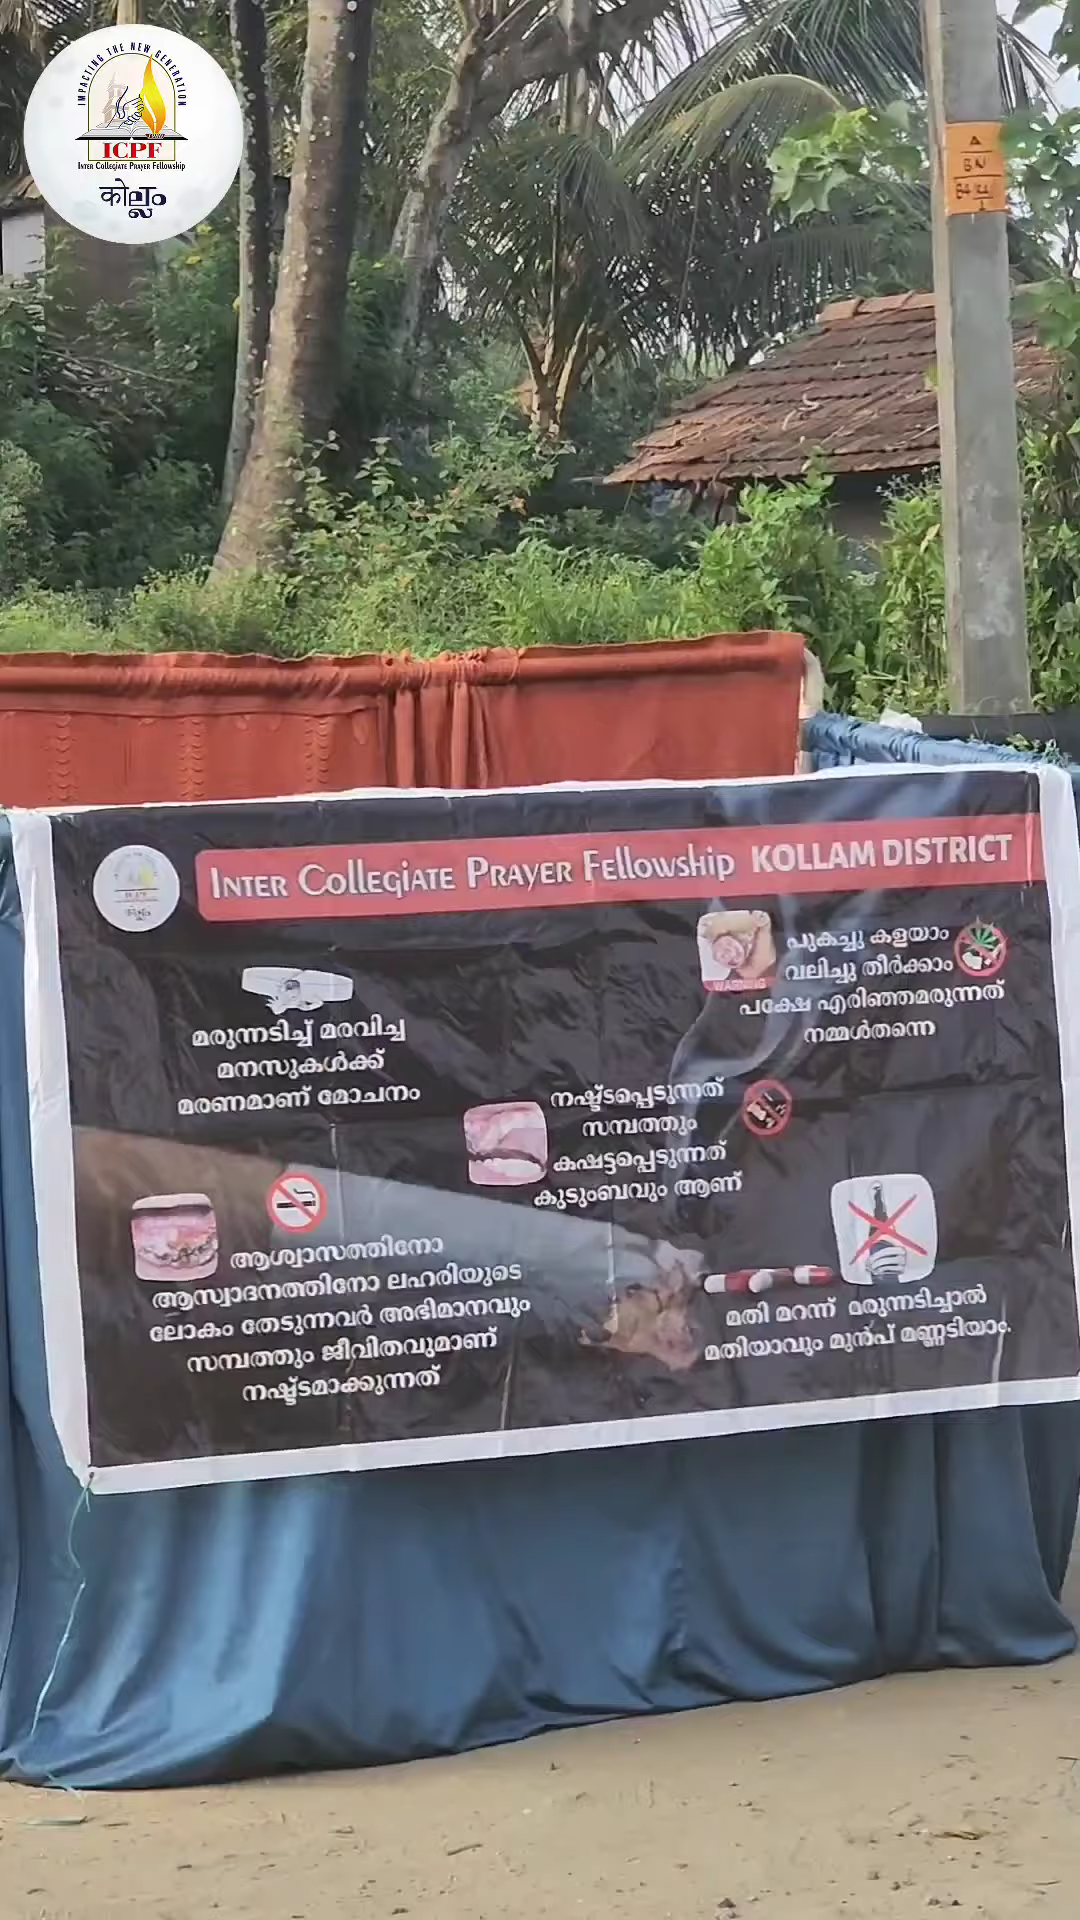 IMPACTING THE NEW GENERATION
ICPF
INTER COLLEGIATE PRAYER FELLOWSHIP
കൊല്ലം
INTER COLLEGIATE PRAYER FELLOWSHIP KOLLAM DISTRICT
മരുന്നടിച്ച് മരവിച്ച
മനസുകൾക്ക്
മരണമാണ് മോചനം
WARNING
പുകച്ചു കളയാം
വലിച്ചു തീർക്കാം
പക്ഷേ എരിഞ്ഞമരുന്നത്
നമ്മൾതന്നെ
നഷ്ട്ടപ്പെടുന്നത്
സമ്പത്തും
കഷ്ട്ടപ്പെടുന്നത്
കുടുംബവും ആണ്
ആശ്വാസത്തിനോ
ആസ്വാദനത്തിനോ ലഹരിയുടെ
ലോകം തേടുന്നവർ അഭിമാനവും
സമ്പത്തും ജീവിതവുമാണ്
നഷ്ട്ടമാക്കുന്നത്
മതി മറന്ന് മരുന്നടിച്ചാൽ
മതിയാവും മുൻപ് മണ്ണടിയാം.